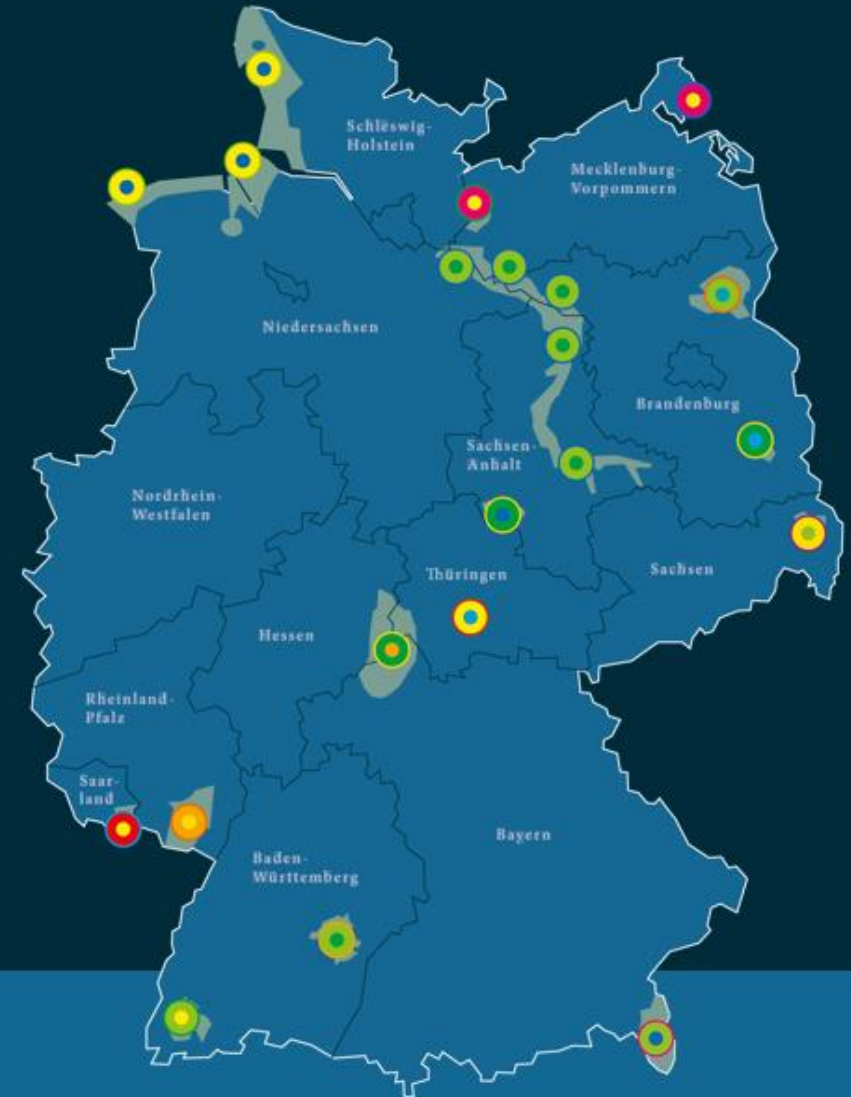 Schleswig-
Holstein
Mecklenburg-
Vorpommern
Niedersachsen
Brandenburg
Sachsen-
Anhalt
Nordrhein-
Westfalen
Thüringen
Sachsen
Hessen
Rheinland-
Pfalz
Saar-
land
Bayern
Baden-
Württemberg